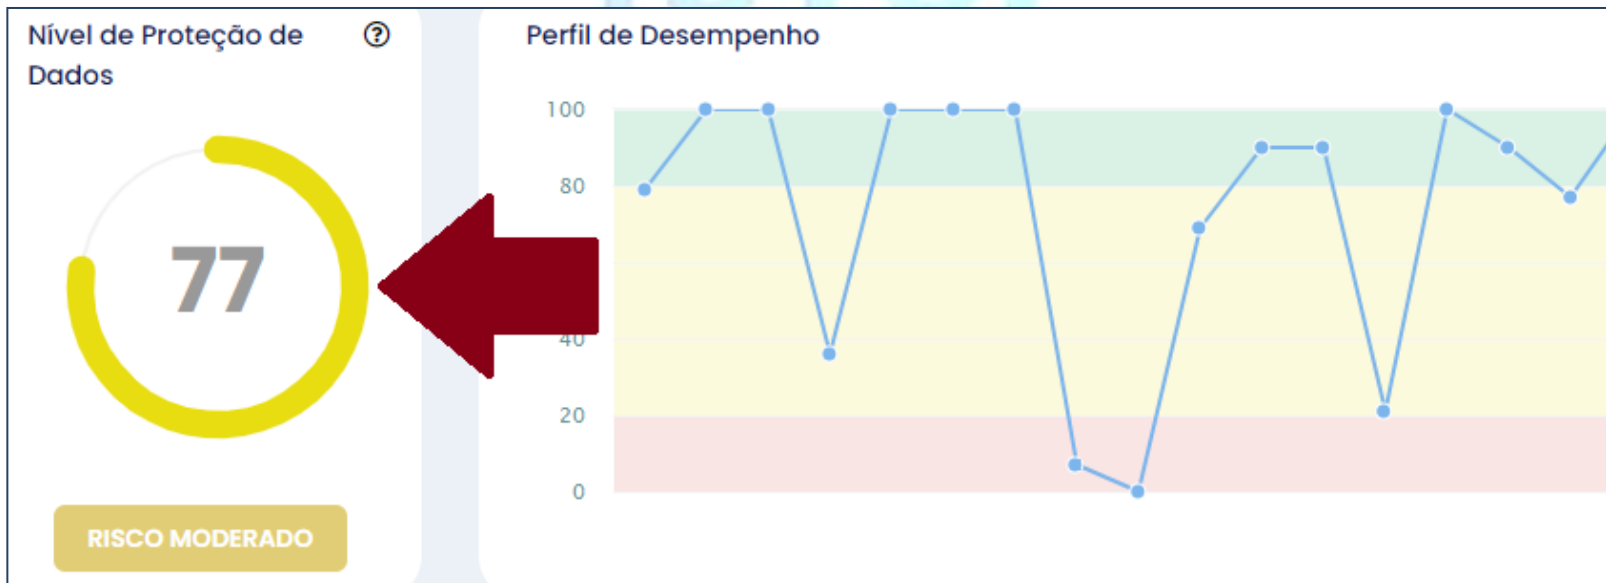 Nível de Proteção de
Dados
77
RISCO MODERADO
Perfil de Desempenho
100
80
40
20
0